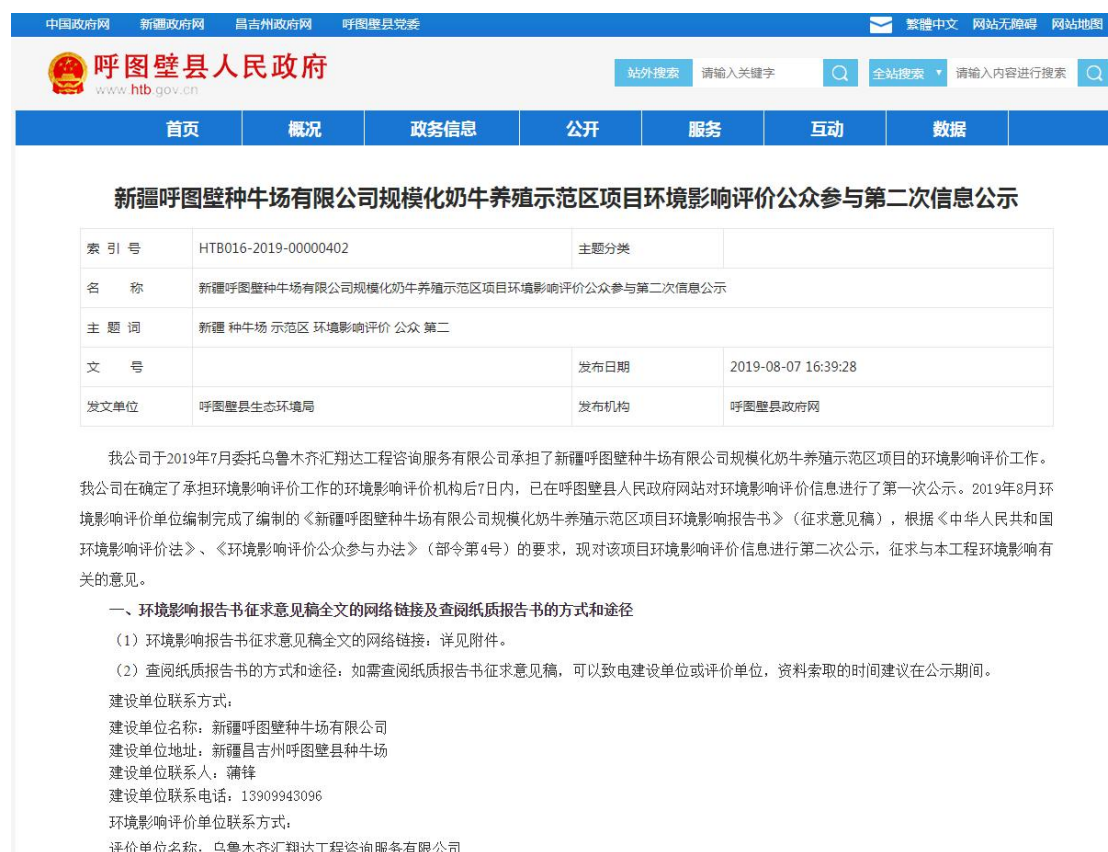 中国政府网 新疆政府网 昌吉州政府网 呼图壁县党委 繁體中文 网站无障碍 网站地图
呼图壁县人民政府
www.htb.gov.cn
站外搜索 请输入关键字 全站搜索 请输入内容进行搜索
首页 概况 政务信息 公开 服务 互动 数据
新疆呼图壁种牛场有限公司规模化奶牛养殖示范区项目环境影响评价公众参与第二次信息公示
索引号 HTB016-2019-00000402 主题分类
名称 新疆呼图壁种牛场有限公司规模化奶牛养殖示范区项目环境影响评价公众参与第二次信息公示
主题词 新疆 种牛场 示范区 环境影响评价 公众 第二
文号 发布日期 2019-08-07 16:39:28
发文单位 呼图壁县生态环境局 发布机构 呼图壁县政府网
我公司于2019年7月委托乌鲁木齐汇翔达工程咨询服务有限公司承担了新疆呼图壁种牛场有限公司规模化奶牛养殖示范区项目的环境影响评价工作。
我公司在确定了承担环境影响评价工作的环境影响评价机构后7日内，已在呼图壁县人民政府网站对环境影响评价信息进行了第一次公示。2019年8月环
境影响评价单位编制完成了编制的《新疆呼图壁种牛场有限公司规模化奶牛养殖示范区项目环境影响报告书》（征求意见稿），根据《中华人民共和国
环境影响评价法》、《环境影响评价公众参与办法》（部令第4号）的要求，现对该项目环境影响评价信息进行第二次公示，征求与本工程环境影响有
关的意见。
一、环境影响报告书征求意见稿全文的网络链接及查阅纸质报告书的方式和途径
（1）环境影响报告书征求意见稿全文的网络链接：详见附件。
（2）查阅纸质报告书的方式和途径：如需查阅纸质报告书征求意见稿，可以致电建设单位或评价单位，资料索取的时间建议在公示期间。
建设单位联系方式：
建设单位名称：新疆呼图壁种牛场有限公司
建设单位地址：新疆昌吉州呼图壁县种牛场
建设单位联系人：蒲锋
建设单位联系电话：13909943096
环境影响评价单位联系方式：
评价单位名称：乌鲁木齐汇翔达工程咨询服务有限公司